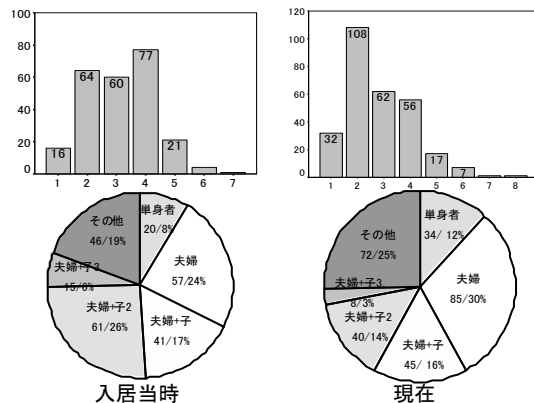 100
80
60
40
20
0
16
64
60
77
21
1 2 3 4 5 6 7
120
100
80
60
40
20
0
32
108
62
56
17
7
1 2 3 4 5 6 7 8
単身者
20/8%
夫婦
57/24%
夫婦+子
41/17%
夫婦+子2
61/26%
夫婦+子3
15/6%
その他
46/19%
入居当時
単身者
34/ 12%
夫婦
85/30%
夫婦+子
45/ 16%
夫婦+子2
40/14%
夫婦+子3
8/3%
その他
72/25%
現在